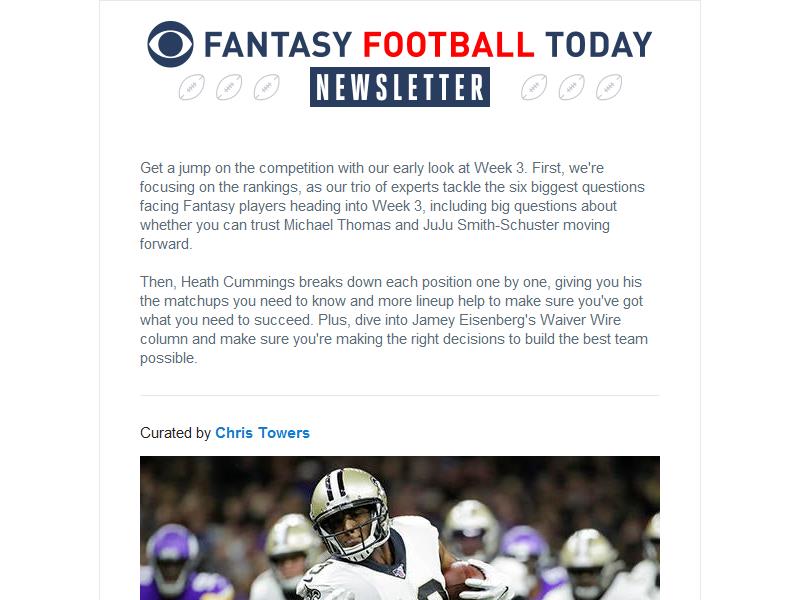 FANTASY FOOTBALL TODAY
NEWSLETTER
Get a jump on the competition with our early look at Week 3. First, we're
focusing on the rankings, as our trio of experts tackle the six biggest questions
facing Fantasy players heading into Week 3, including big questions about
whether you can trust Michael Thomas and JuJu Smith-Schuster moving
forward.
Then, Heath Cummings breaks down each position one by one, giving you his
the matchups you need to know and more lineup help to make sure you've got
what you need to succeed. Plus, dive into Jamey Eisenberg's Waiver Wire
column and make sure you're making the right decisions to build the best team
possible.
Curated by Chris Towers